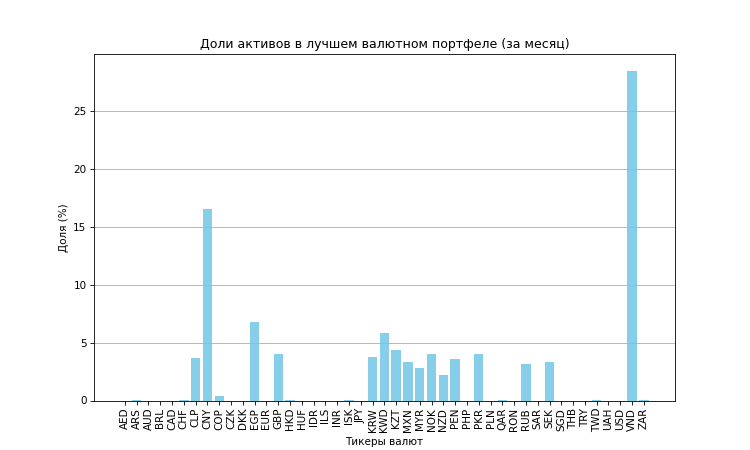 Доли активов в лучшем валютном портфеле (за месяц)
Доля (%)
25
20
15
10
5
0
AED ARS AUD BRL CAD CHF CLP CNY COP CZK DKK EGP EUR GBP HKD HUF IDR ILS INR ISK JPY KRW KWD KZT MXN MYR NOK NZD PEN PHP PKR PLN QAR RON RUB SAR SEK SGD THB TRY TWD UAH USD VND ZAR
Тикеры валют